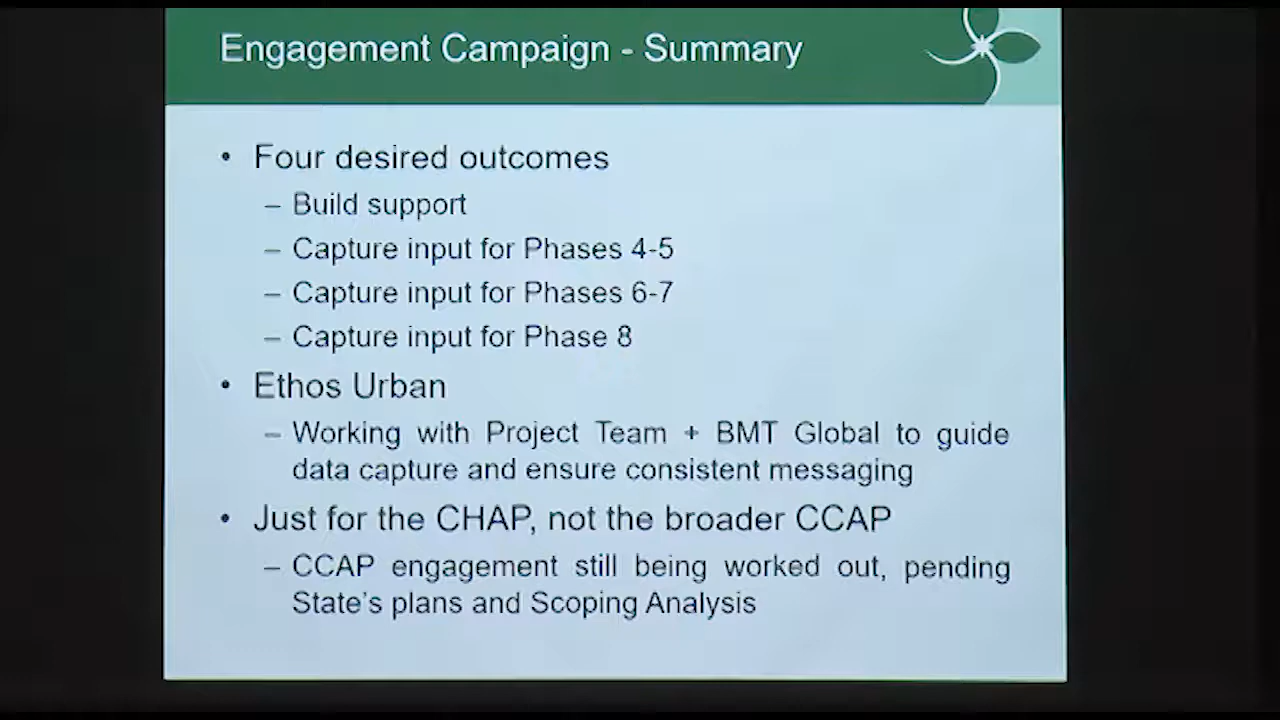 Engagement Campaign - Summary
• Four desired outcomes
– Build support
– Capture input for Phases 4-5
– Capture input for Phases 6-7
– Capture input for Phase 8
• Ethos Urban
– Working with Project Team + BMT Global to guide
data capture and ensure consistent messaging
• Just for the CHAP, not the broader CCAP
– CCAP engagement still being worked out, pending
State's plans and Scoping Analysis